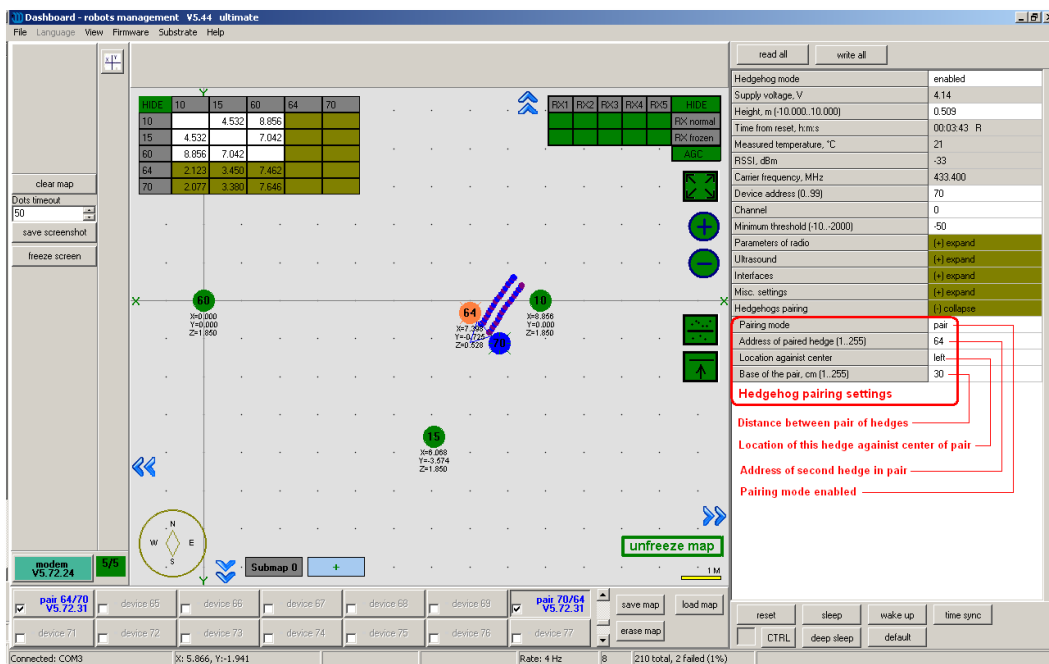 Dashboard - robots management V5.44 ultimate
File Language View Firmware Substrate Help
read all write all
X Y
Y
HIDE 10 15 60 64 70
10 4.532 8.856
15 4.532 7.042
60 8.856 7.042
64 2.123 3.450 7.462
70 2.077 3.380 7.646
RX1 RX2 RX3 RX4 RX5 HIDE
RX normal
RX frozen
AGC
clear map
Dots timeout
50
save screenshot
freeze screen
X
60
X=0.000
Y=0.000
Z=1.850
64
X=7.398
Y=-0.725
Z=0.528
70
10
X=8.856
Y=0.000
Z=1.850
X
15
X=6.068
Y=-3.574
Z=1.850
N
W E
S
Y
Submap 0 +
unfreeze map
1 M
modem
V5.72.24
5/5
Hedgehog mode enabled
Supply voltage, V 4.14
Height, m (-10.000..10.000) 0.509
Time from reset, h:m:s 00:03:43 R
Measured temperature, °C 21
RSSI, dBm -33
Carrier frequency, MHz 433.400
Device address (0..99) 70
Channel 0
Minimum threshold (-10..-2000) -50
Parameters of radio (+) expand
Ultrasound (+) expand
Interfaces (+) expand
Misc. settings (+) expand
Hedgehogs pairing (-) collapse
Pairing mode pair
Address of paired hedge (1..255) 64
Location againist center left
Base of the pair, cm (1..255) 30
Hedgehog pairing settings
Distance between pair of hedges
Location of this hedge againist center of pair
Address of second hedge in pair
Pairing mode enabled
pair 64/70
V5.72.31
device 65
device 66
device 67
device 68
device 69
pair 70/64
V5.72.31
save map load map
device 71
device 72
device 73
device 74
device 75
device 76
device 77
erase map
reset sleep wake up time sync
CTRL deep sleep default
Connected: COM3 X: 5.866, Y:-1.941 Rate: 4 Hz 8 210 total, 2 failed (1%)